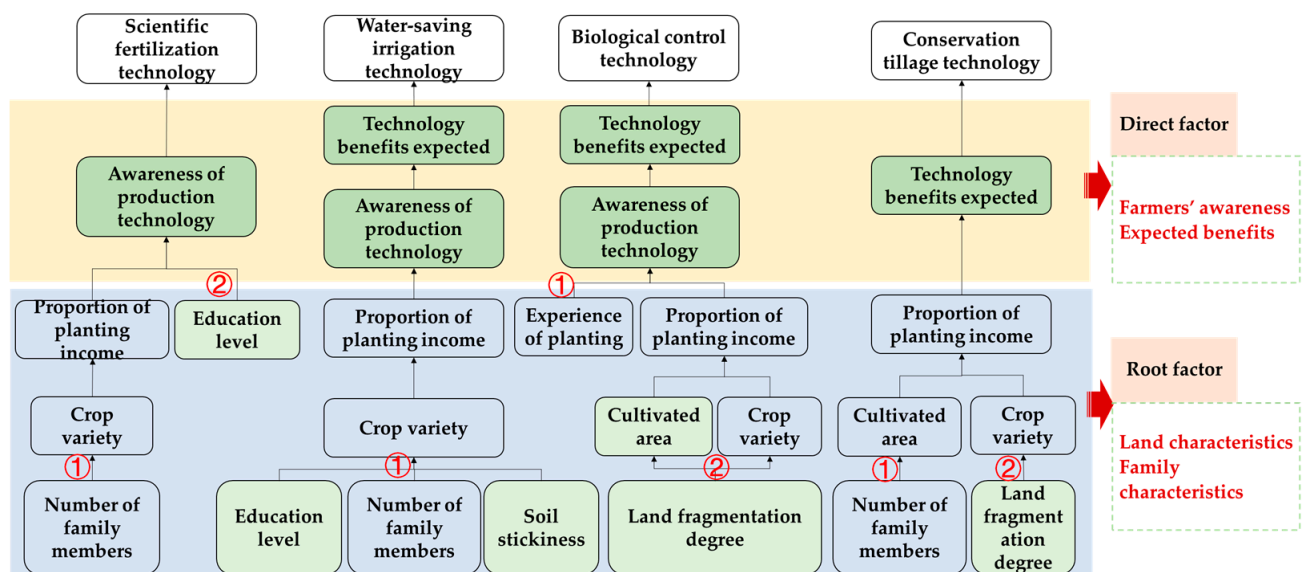 Scientific
fertilization
technology
Water-saving
irrigation
technology
Biological control
technology
Conservation
tillage technology
Technology
benefits expected
Technology
benefits expected
Direct factor
Awareness of
production
technology
Awareness of
production
technology
Awareness of
production
technology
Technology
benefits expected
Farmers’ awareness
Expected benefits
②
①
Proportion of
planting
income
Education
level
Proportion of
planting income
Experience
of planting
Proportion of
planting income
Proportion of
planting income
Root factor
Crop
variety
Crop variety
Cultivated
area
Crop
variety
Cultivated
area
Crop
variety
①
①
②
①
②
Land characteristics
Family
characteristics
Number of
family
members
Education
level
Number of
family
members
Soil
stickiness
Land fragmentation
degree
Number of
family
members
Land
fragment
ation
degree